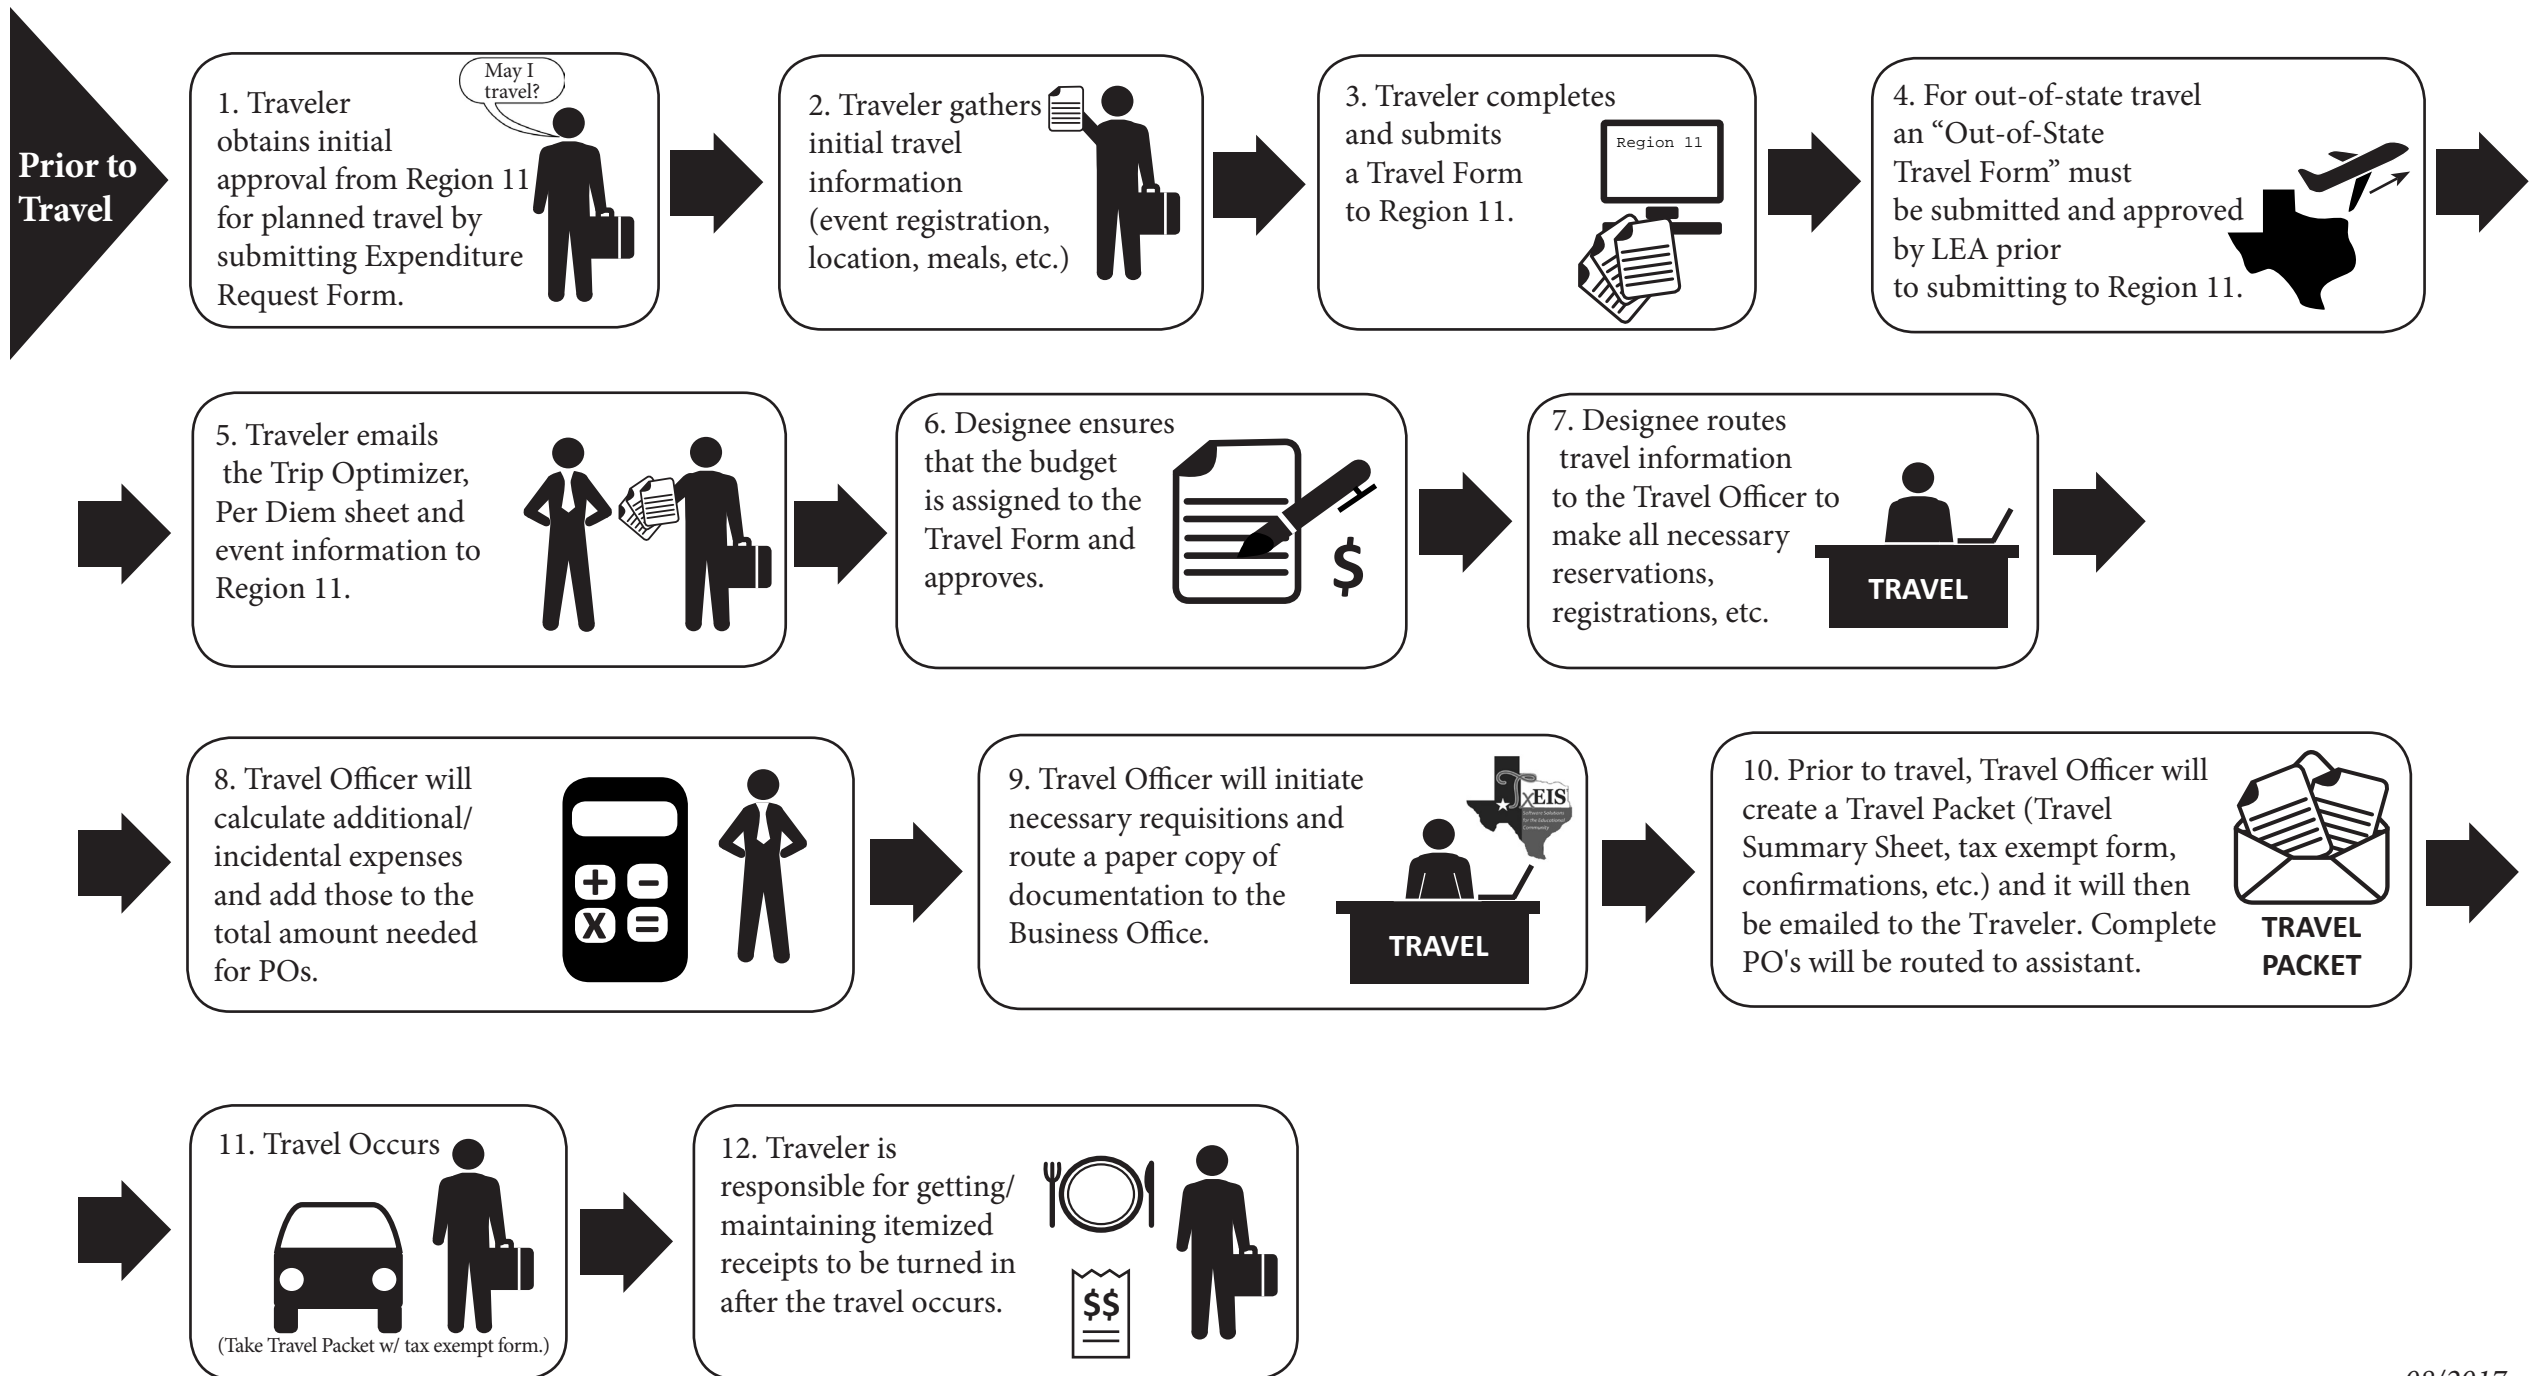 Prior to
Travel
1. Traveler
obtains initial
approval from Region 11
for planned travel by
submitting Expenditure
Request Form.
May I
travel?
2. Traveler gathers
initial travel
information
(event registration,
location, meals, etc.)
3. Traveler completes
and submits
a Travel Form
to Region 11.
Region 11
4. For out-of-state travel
an “Out-of-State
Travel Form” must
be submitted and approved
by LEA prior
to submitting to Region 11.
5. Traveler emails
the Trip Optimizer,
Per Diem sheet and
event information to
Region 11.
6. Designee ensures
that the budget
is assigned to the
Travel Form and
approves.
$
7. Designee routes
travel information
to the Travel Officer to
make all necessary
reservations,
registrations, etc.
TRAVEL
8. Travel Officer will
calculate additional/
incidental expenses
and add those to the
total amount needed
for POs.
+ −
X =
9. Travel Officer will initiate
necessary requisitions and
route a paper copy of
documentation to the
Business Office.
TxEIS
Software Solutions
for the Educational
Community
TRAVEL
10. Prior to travel, Travel Officer will
create a Travel Packet (Travel
Summary Sheet, tax exempt form,
confirmations, etc.) and it will then
be emailed to the Traveler. Complete
PO's will be routed to assistant.
TRAVEL
PACKET
11. Travel Occurs
(Take Travel Packet w/ tax exempt form.)
12. Traveler is
responsible for getting/
maintaining itemized
receipts to be turned in
after the travel occurs.
$$
08/2017